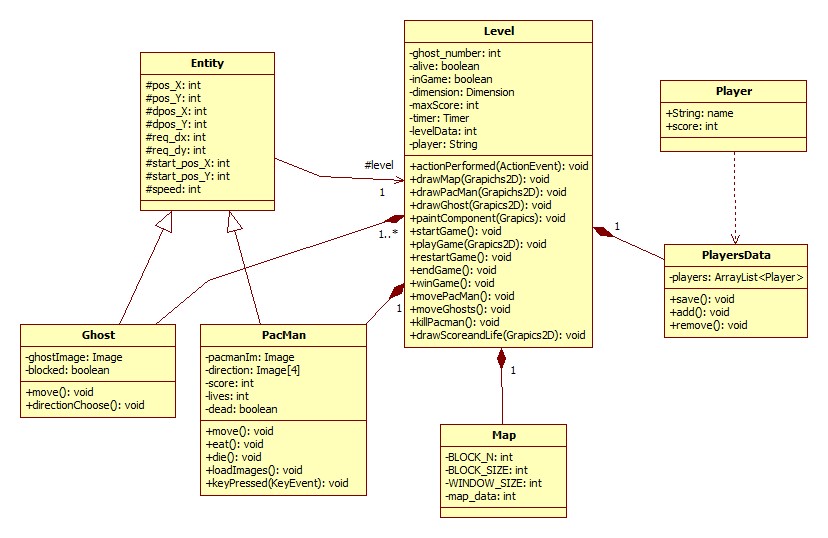 Entity
#pos_X: int
#pos_Y: int
#dpos_X: int
#dpos_Y: int
#req_dx: int
#req_dy: int
#start_pos_X: int
#start_pos_Y: int
#speed: int
Level
-ghost_number: int
-alive: boolean
-inGame: boolean
-dimension: Dimension
-maxScore: int
-timer: Timer
-levelData: int
-player: String
+actionPerformed(ActionEvent): void
+drawMap(Grapichs2D): void
+drawPacMan(Grapichs2D): void
+drawGhost(Grapics2D): void
+paintComponent(Grapics): void
+startGame(): void
+playGame(Grapics2D): void
+restartGame(): void
+endGame(): void
+winGame(): void
+movePacMan(): void
+moveGhosts(): void
+killPacman(): void
+drawScoreandLife(Grapics2D): void
Player
+String: name
+score: int
#level
1
1..*
1
1
1
PlayersData
-players: ArrayList<Player>
+save(): void
+add(): void
+remove(): void
Ghost
-ghostImage: Image
-blocked: boolean
+move(): void
+directionChoose(): void
PacMan
-pacmanIm: Image
-direction: Image[4]
-score: int
-lives: int
-dead: boolean
+move(): void
+eat(): void
+die(): void
+loadImages(): void
+keyPressed(KeyEvent): void
Map
-BLOCK_N: int
-BLOCK_SIZE: int
-WINDOW_SIZE: int
-map_data: int